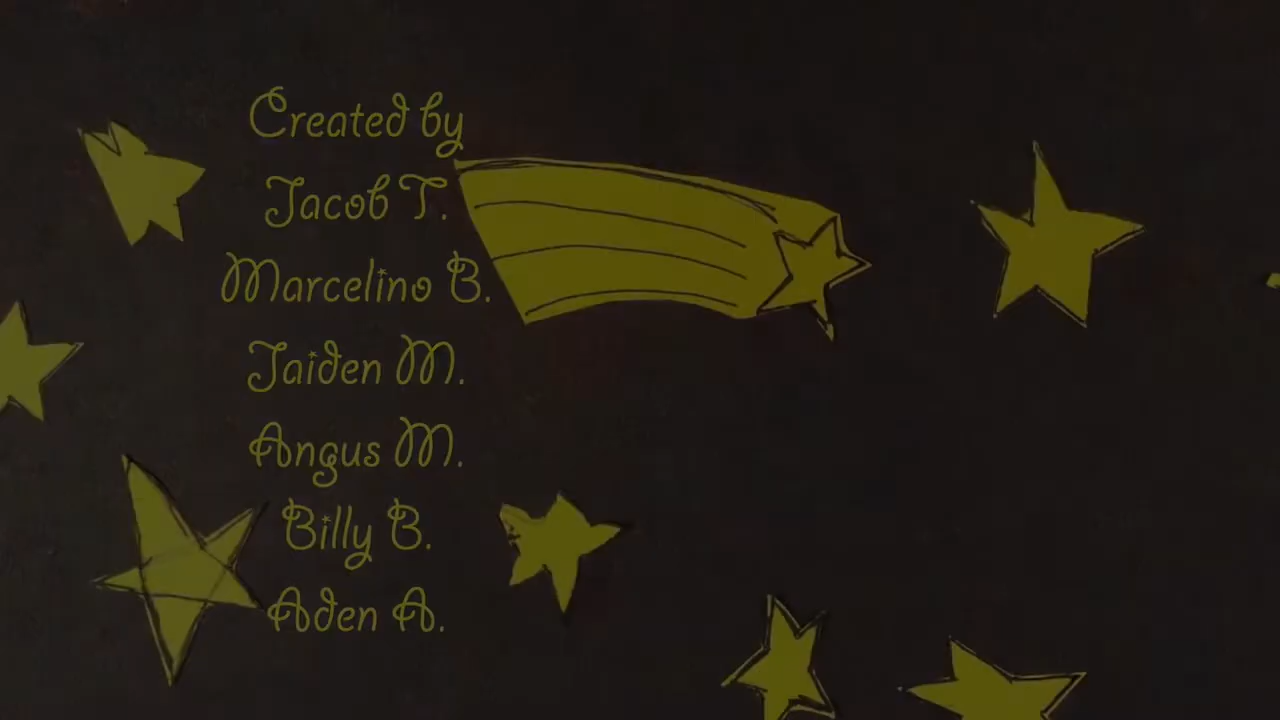 Created by
Jacob T.
Marcelino B.
Jaiden M.
Angus M.
Billy B.
Aden A.